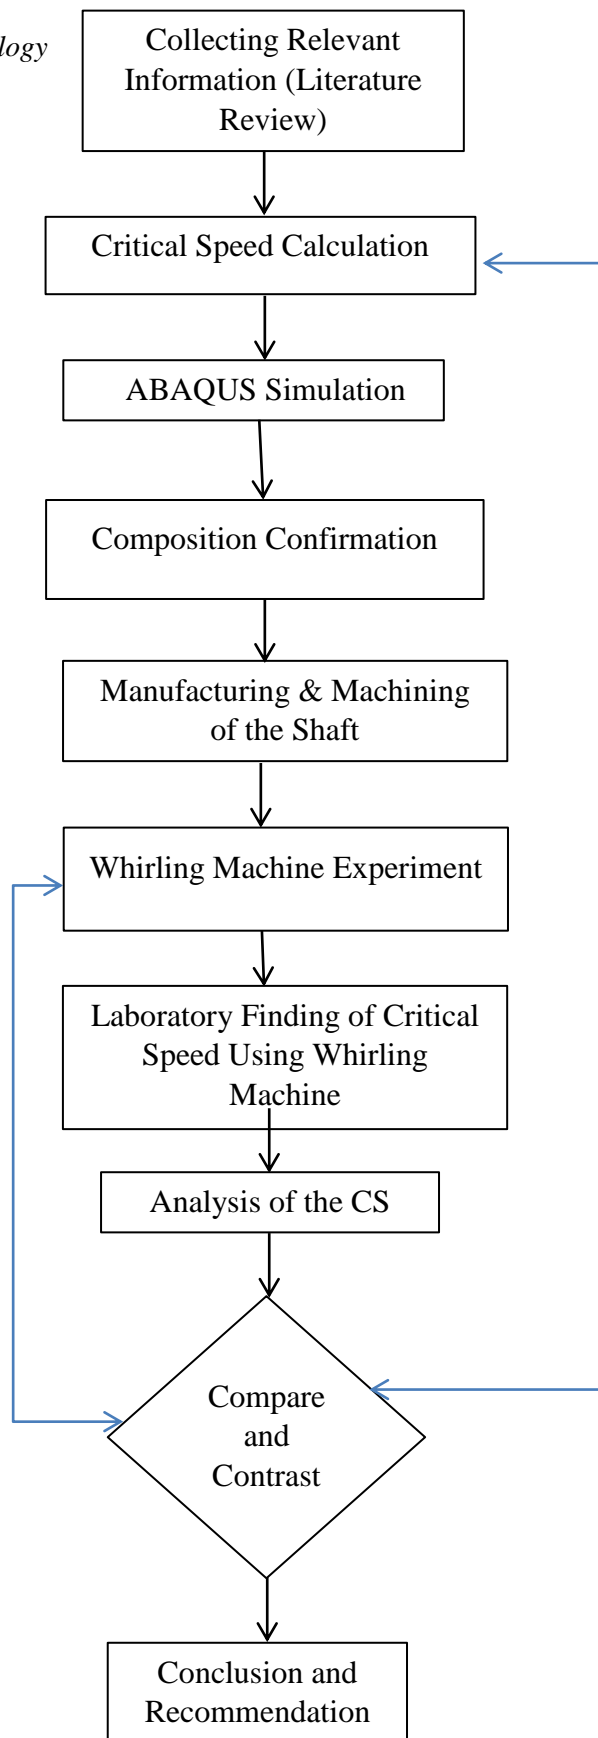 Collecting Relevant
logy
Information (Literature
Review)
Critical Speed Calculation
ABAQUS Simulation
Composition Confirmation
Manufacturing & Machining
of the Shaft
Whirling Machine Experiment
Laboratory Finding of Critical
Speed Using Whirling
Machine
Analysis of the CS
Compare
and
Contrast
Conclusion and
Recommendation